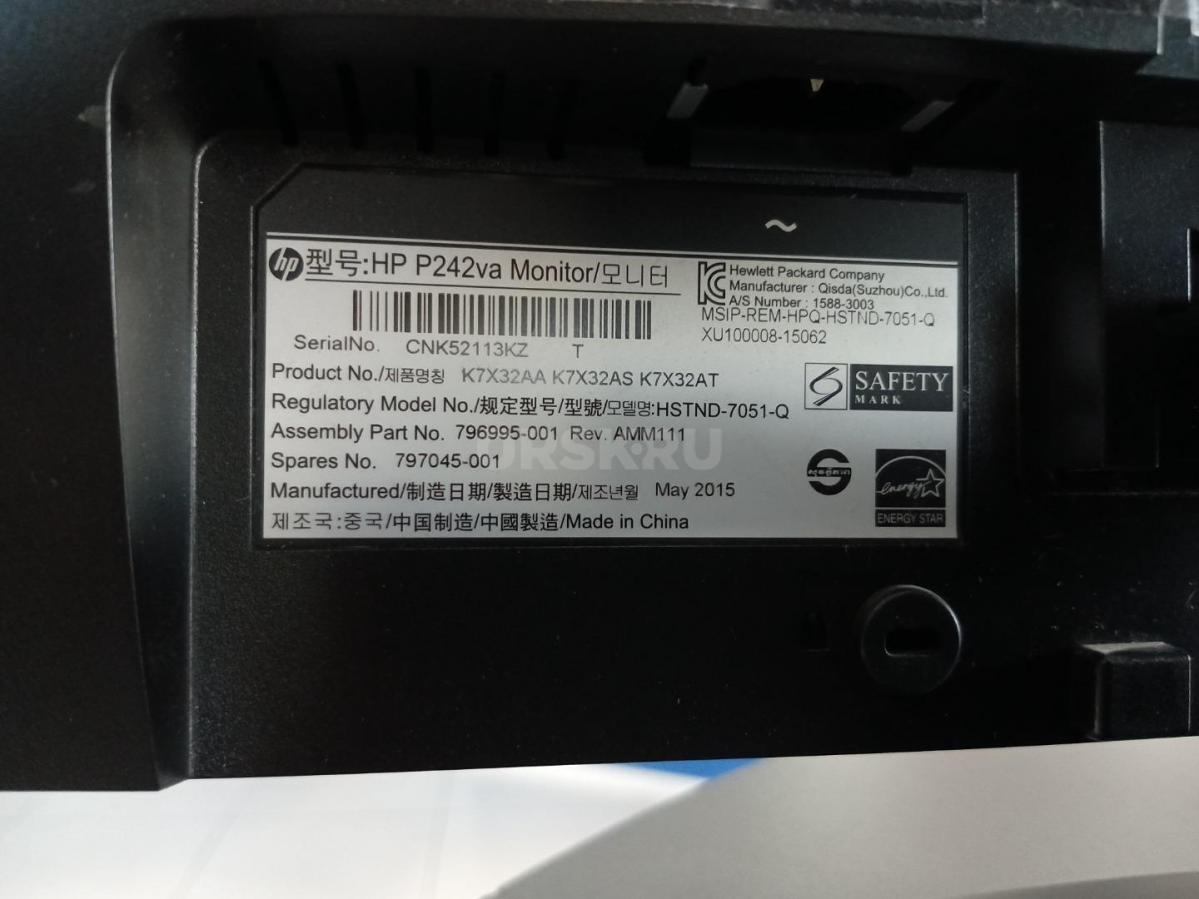 ~
hp 型号:HP P242va Monitor/모니터
SerialNo. CNK52113KZ T
Product No./제품명칭 K7X32AA K7X32AS K7X32AT
Regulatory Model No./规定型号/型號/모델명:HSTND-7051-Q
Assembly Part No. 796995-001 Rev. AMM111
Spares No. 797045-001
Manufactured/制造日期/製造日期/제조년월 May 2015
제조국:중국/中国制造/中國製造/Made in China
Hewlett Packard Company
Manufacturer : Qisda(Suzhou)Co.,Ltd.
A/S Number : 1588-3003
MSIP-REM-HPQ-HSTND-7051-Q
XU100008-15062
SAFETY
MARK
energy
ENERGY STAR
ORSK.RU